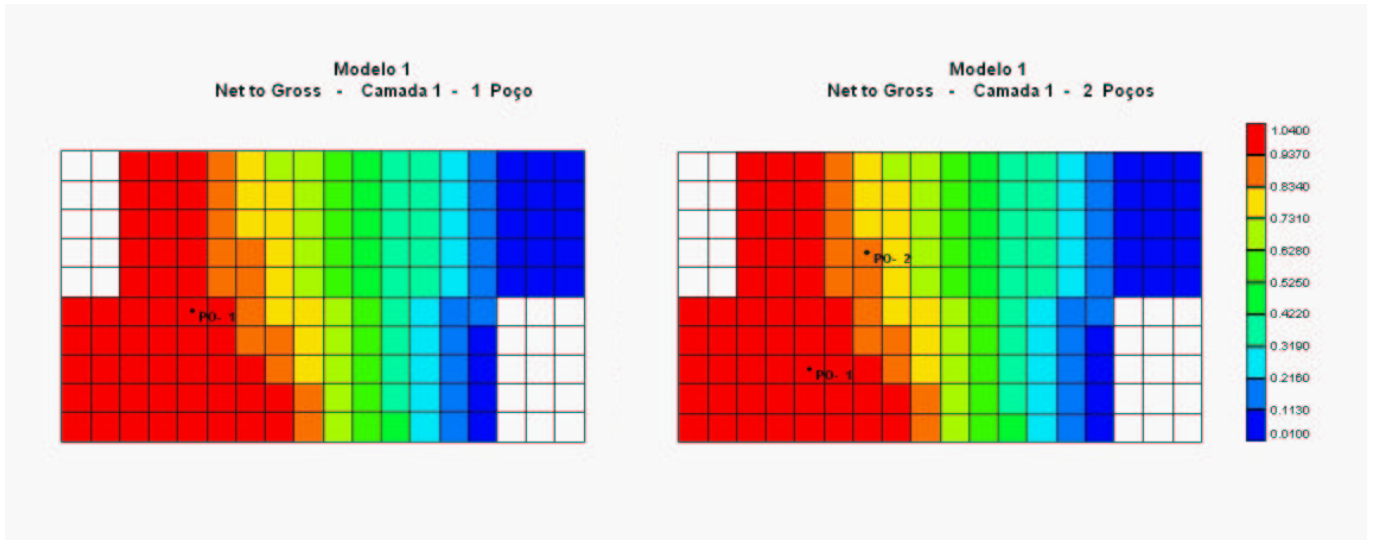 Modelo 1
Net to Gross - Camada 1 - 1 Poço
PO- 1
Modelo 1
Net to Gross - Camada 1 - 2 Poços
PO- 2
PO- 1
1.0400
0.9370
0.8340
0.7310
0.6280
0.5250
0.4220
0.3190
0.2160
0.1130
0.0100